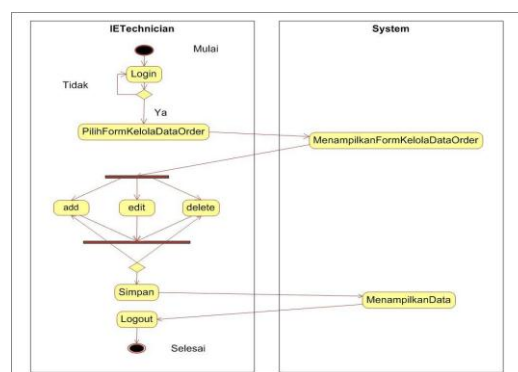 IETechnician
System
Mulai
Login
Tidak
Ya
PilihFormKelolaDataOrder
MenampilkanFormKelolaDataOrder
add
edit
delete
Simpan
MenampilkanData
Logout
Selesai